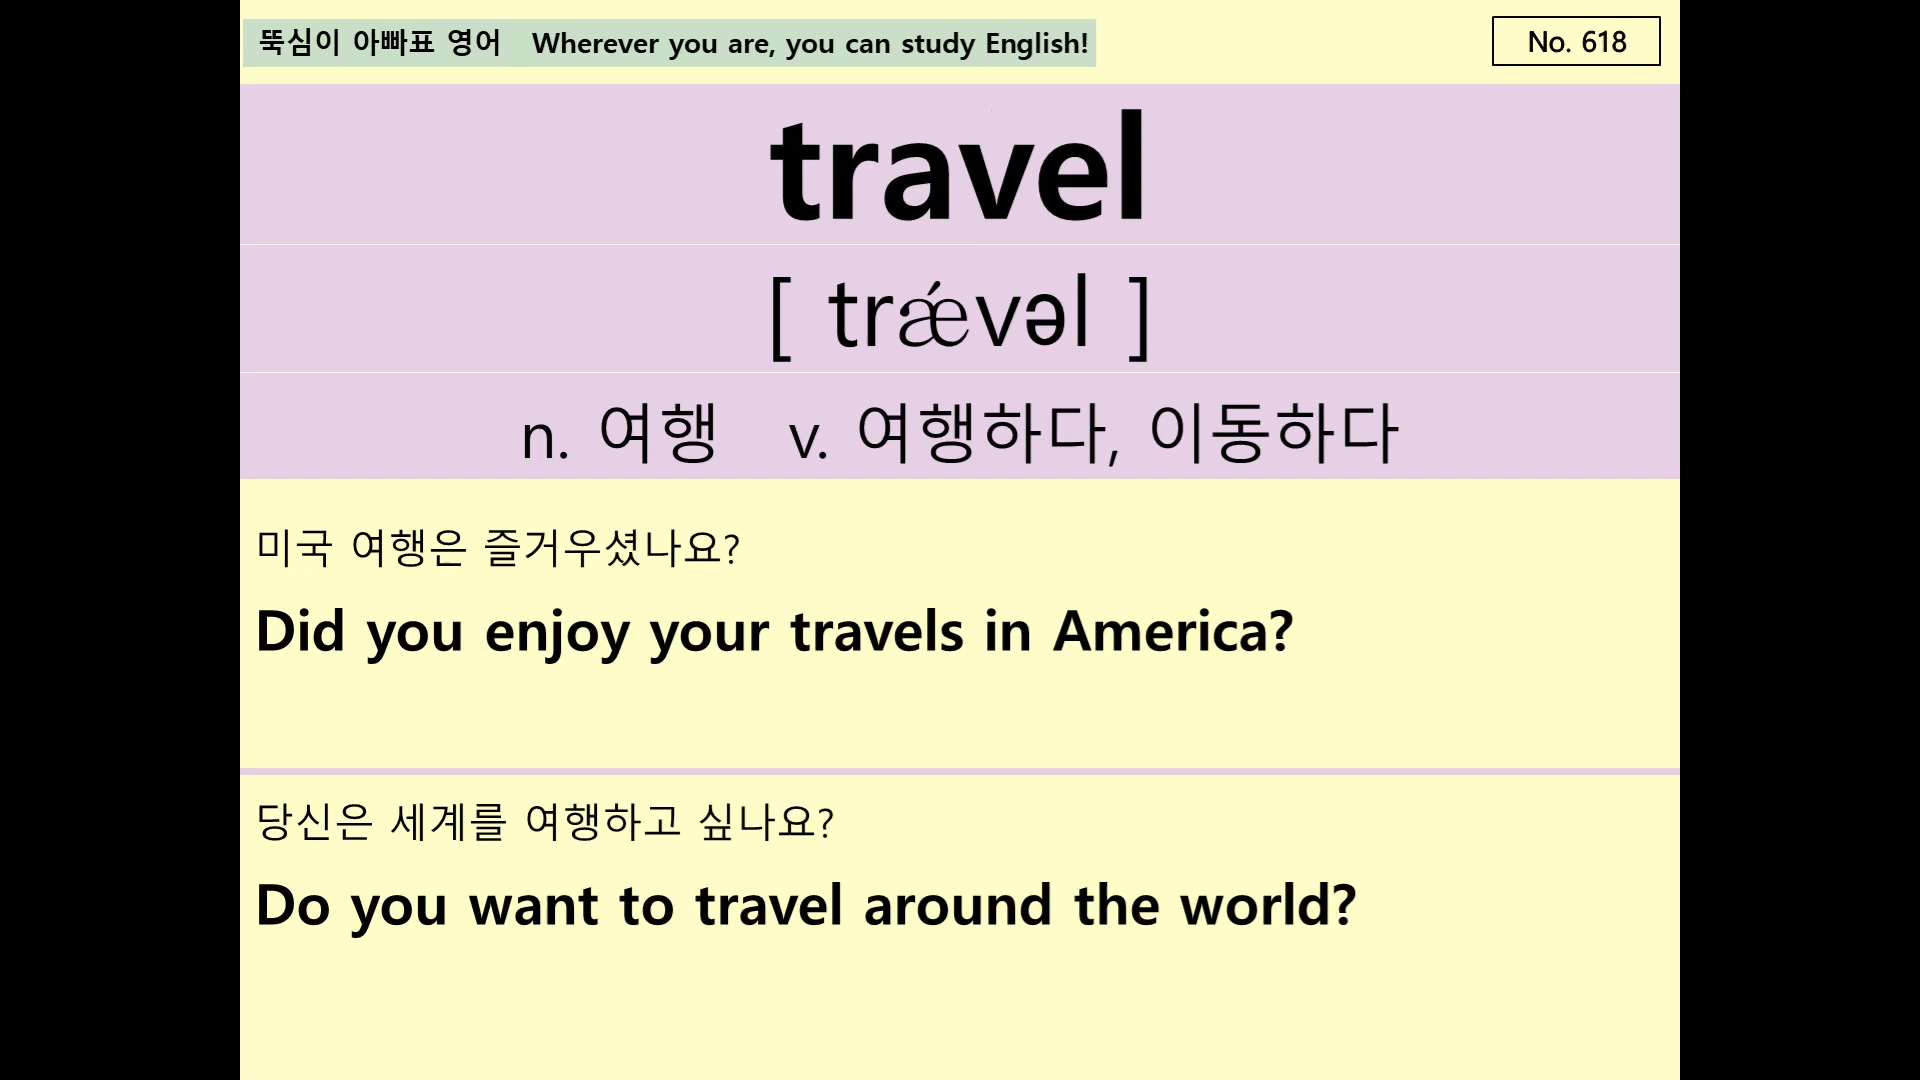 뚝심이 아빠표 영어 Wherever you are, you can study English!
No. 618
travel
[ trǽvəl ]
n. 여행 v. 여행하다, 이동하다
미국 여행은 즐거우셨나요?
Did you enjoy your travels in America?
당신은 세계를 여행하고 싶나요?
Do you want to travel around the world?